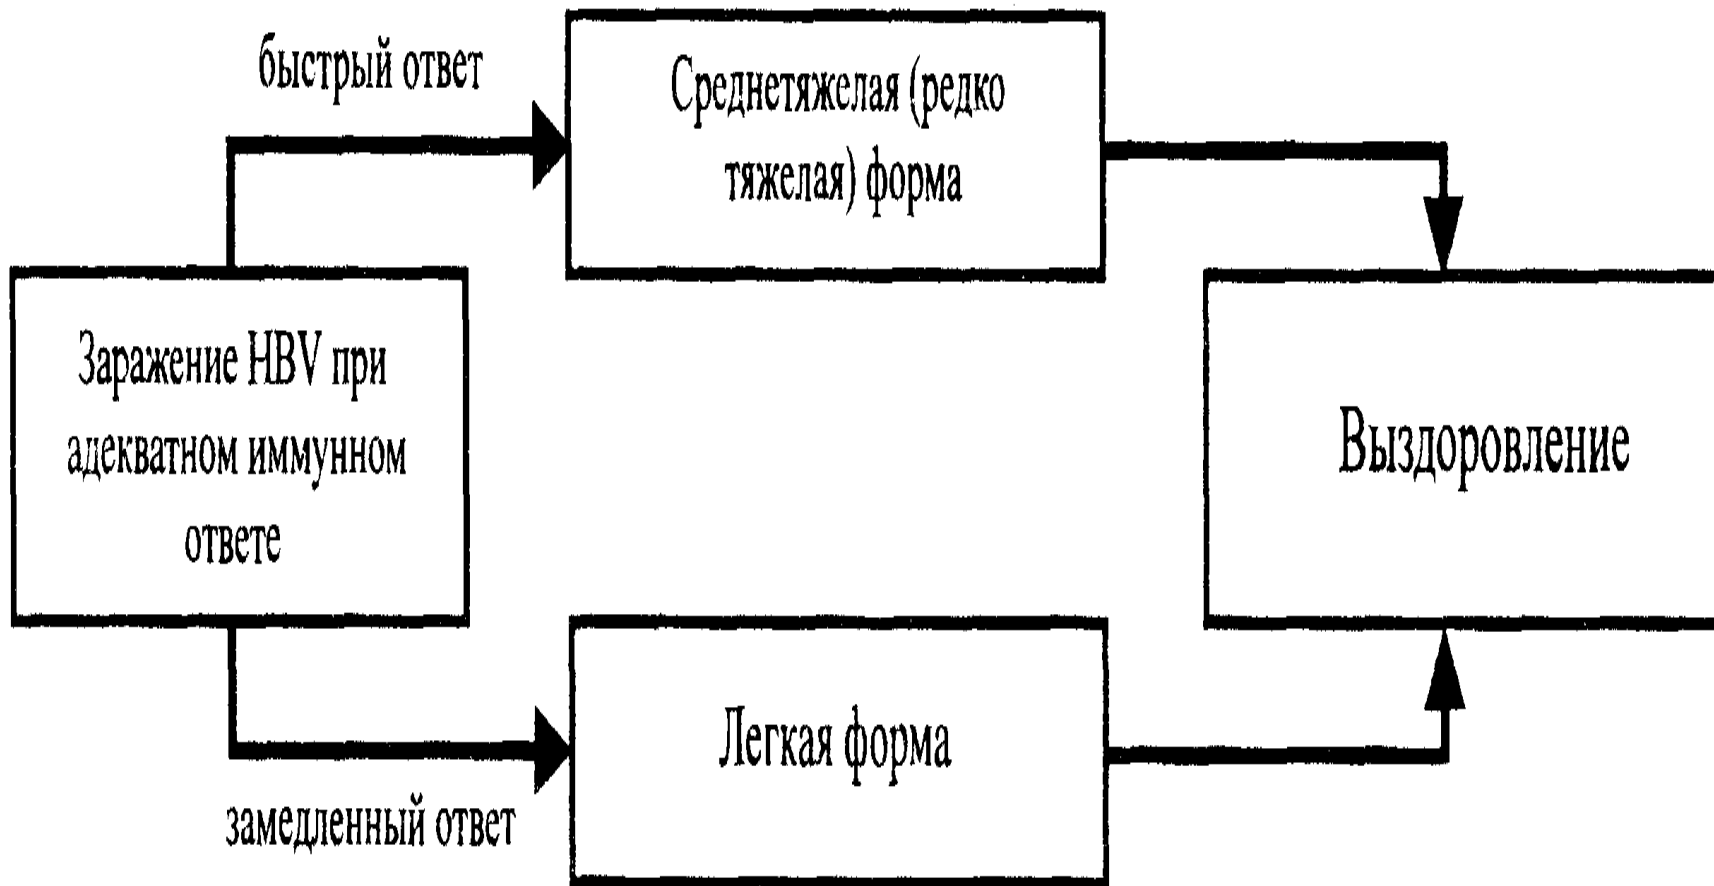 быстрый ответ
Среднетяжелая (редко
тяжелая) форма
Заражение HBV при
адекватном иммунном
ответе
Выздоровление
Легкая форма
замедленный ответ